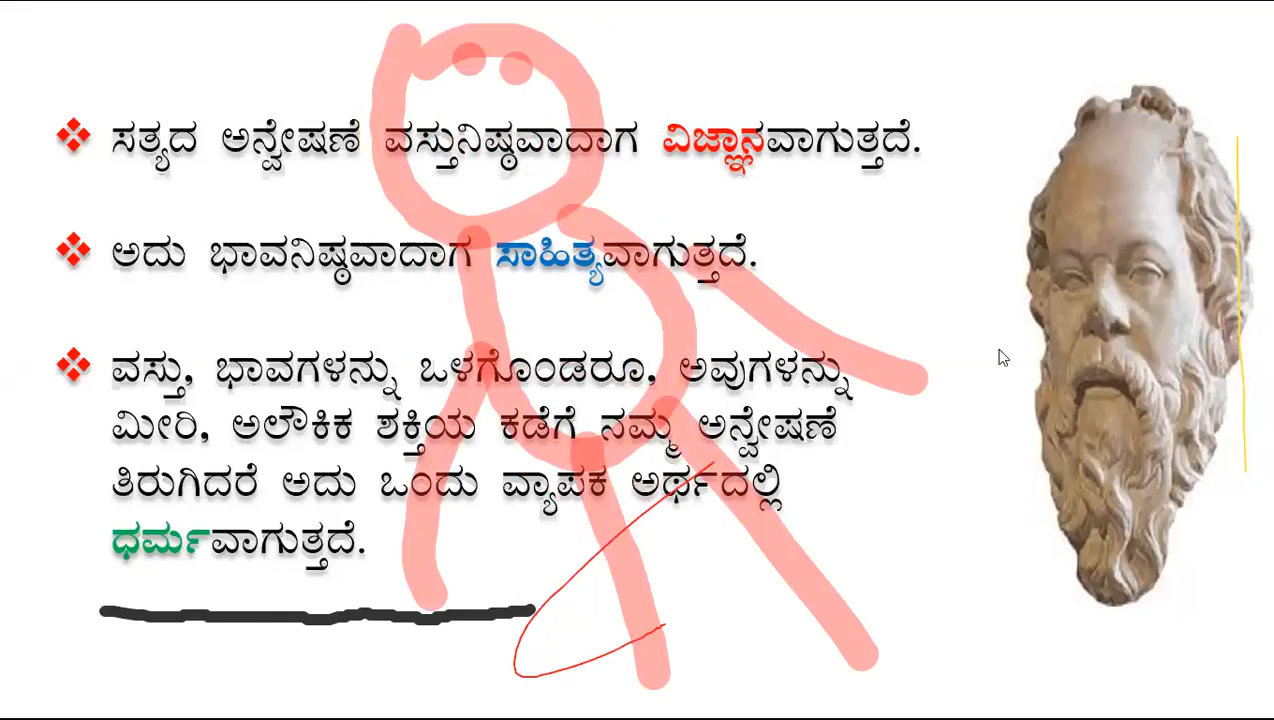 ಸತ್ಯದ ಅನ್ವೇಷಣೆ ವಸ್ತುನಿಷ್ಠವಾದಾಗ ವಿಜ್ಞಾನವಾಗುತ್ತದೆ.
ಅದು ಭಾವನಿಷ್ಠವಾದಾಗ ಸಾಹಿತ್ಯವಾಗುತ್ತದೆ.
ವಸ್ತು, ಭಾವಗಳನ್ನು ಒಳಗೊಂಡರೂ, ಅವುಗಳನ್ನು
ಮೀರಿ, ಅಲೌಕಿಕ ಶಕ್ತಿಯ ಕಡೆಗೆ ನಮ್ಮ ಅನ್ವೇಷಣೆ
ತಿರುಗಿದರೆ ಅದು ಒಂದು ವ್ಯಾಪಕ ಅರ್ಥದಲ್ಲಿ
ಧರ್ಮವಾಗುತ್ತದೆ.